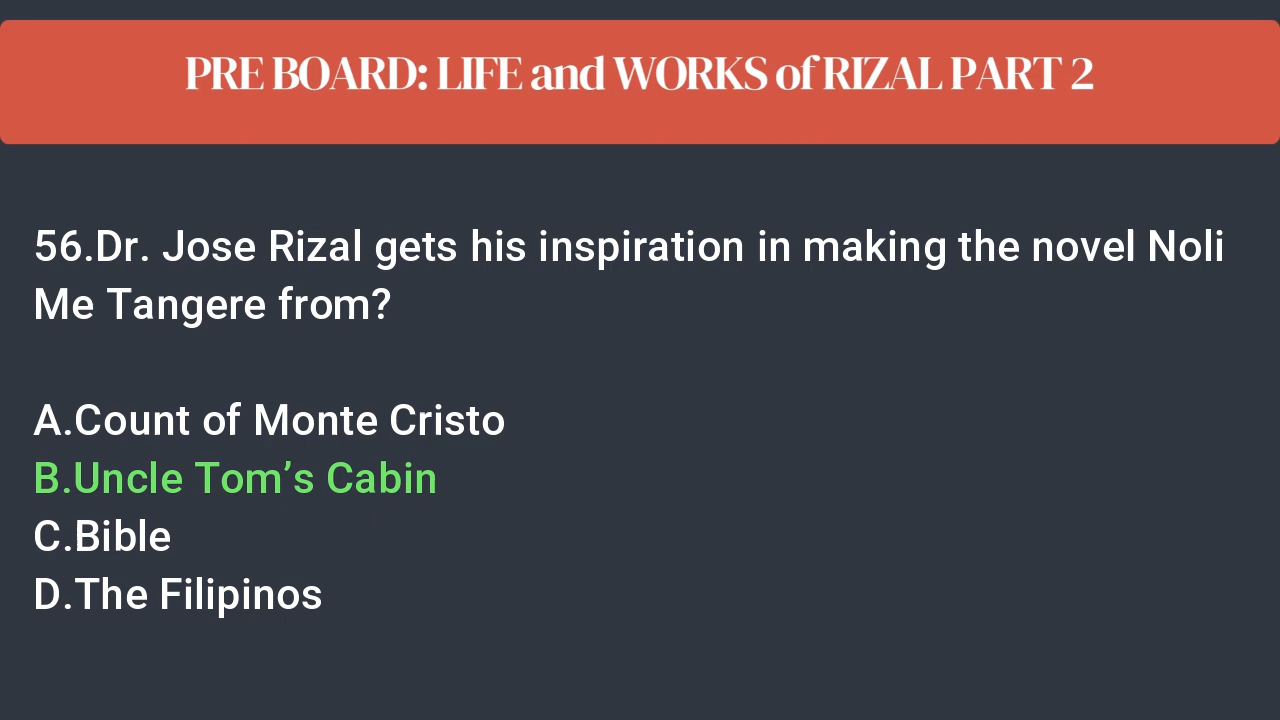 PRE BOARD: LIFE and WORKS of RIZAL PART 2
56.Dr. Jose Rizal gets his inspiration in making the novel Noli
Me Tangere from?
A.Count of Monte Cristo
B.Uncle Tom’s Cabin
C.Bible
D.The Filipinos